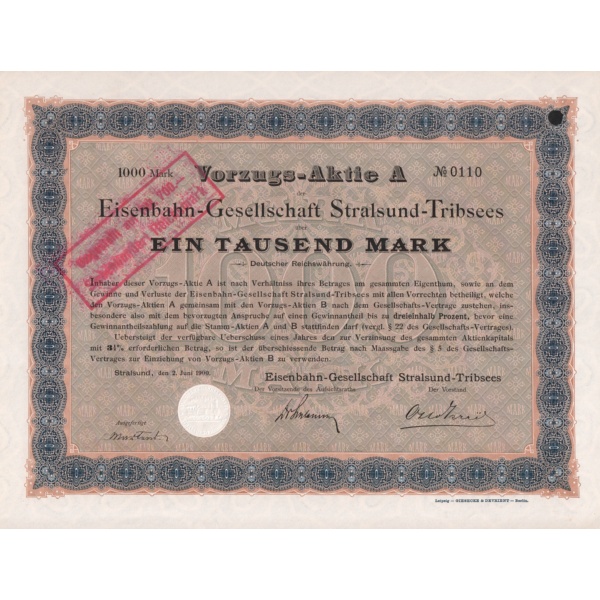 1000 Mark Vorzugs-Aktie A № 0110
der
Eisenbahn-Gesellschaft Stralsund-Tribsees
über
EIN TAUSEND MARK
Deutscher Reichswährung.
Inhaber dieser Vorzugs-Aktie A ist nach Verhältniss ihres Betrages am gesammten Eigenthum, sowie an dem
Gewinne und Verluste der Eisenbahn-Gesellschaft Stralsund-Tribsees mit allen Vorrechten betheiligt, welche
den Vorzugs-Aktien A gemeinsam mit den Vorzugs-Aktien B nach dem Gesellschafts-Vertrage zustehen, ins-
besondere also mit dem bevorzugten Anspruche auf einen Gewinnantheil bis zu dreieinhalb Prozent, bevor eine
Gewinnantheilszahlung auf die Stamm-Aktien A und B stattfinden darf (vergl. § 22 des Gesellschafts-Vertrages).
Uebersteigt der verfügbare Ueberschuss eines Jahres den zur Verzinsung des gesammten Aktienkapitals
mit 3½% erforderlichen Betrag, so ist der überschiessende Betrag nach Maassgabe des § 5 des Gesellschafts-
Vertrages zur Einziehung von Vorzugs-Aktien B zu verwenden.
Stralsund, den 2. Juni 1900.
Eisenbahn-Gesellschaft Stralsund-Tribsees
Der Vorsitzende des Aufsichtsraths Der Vorstand
Ausgefertigt
Leipzig — GIESECKE & DEVRIENT — Berlin.